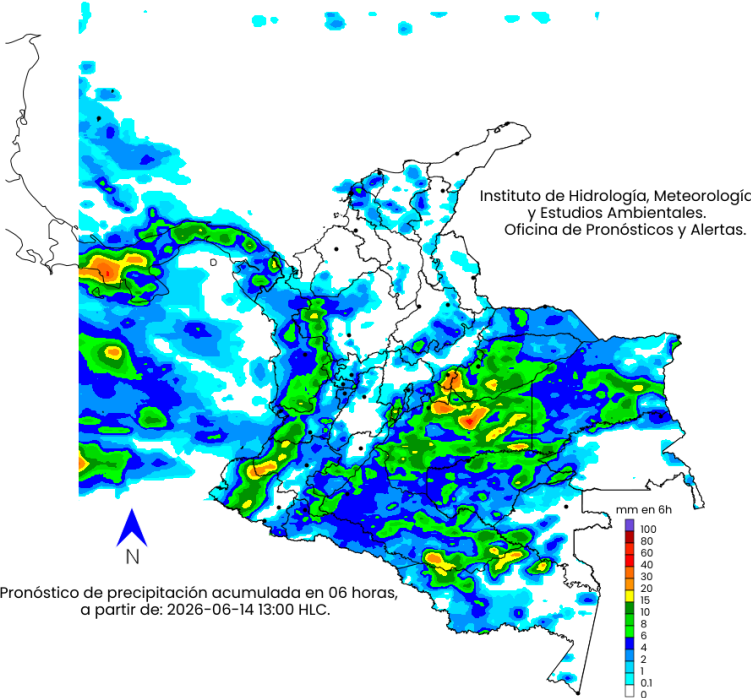 Instituto de Hidrología, Meteorología
y Estudios Ambientales.
Oficina de Pronósticos y Alertas.
mm en 6h
100
80
60
40
30
20
15
10
8
6
4
2
1
0.1
0
N
Pronóstico de precipitación acumulada en 06 horas,
a partir de: 2026-06-14 13:00 HLC.